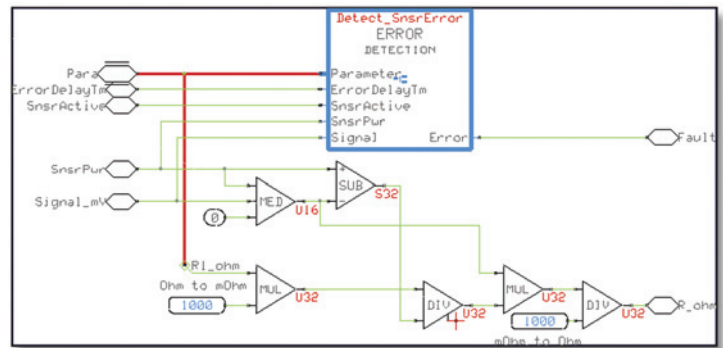 Detect_SnsrError
ERROR
DETECTION
Para
Parameter
ErrorDelayTm
ErrorDelayTm
SnsrActive
SnsrActive
SnsrPwr
Signal
Error
Fault
SnsrPwr
SUB
S32
Signal_mV
MED
U16
0
R1_ohm
Ohm to mOhm
MUL
U32
1000
DIV
U32
MUL
U32
DIV
U32
R_ohm
1000
mOhm to Ohm